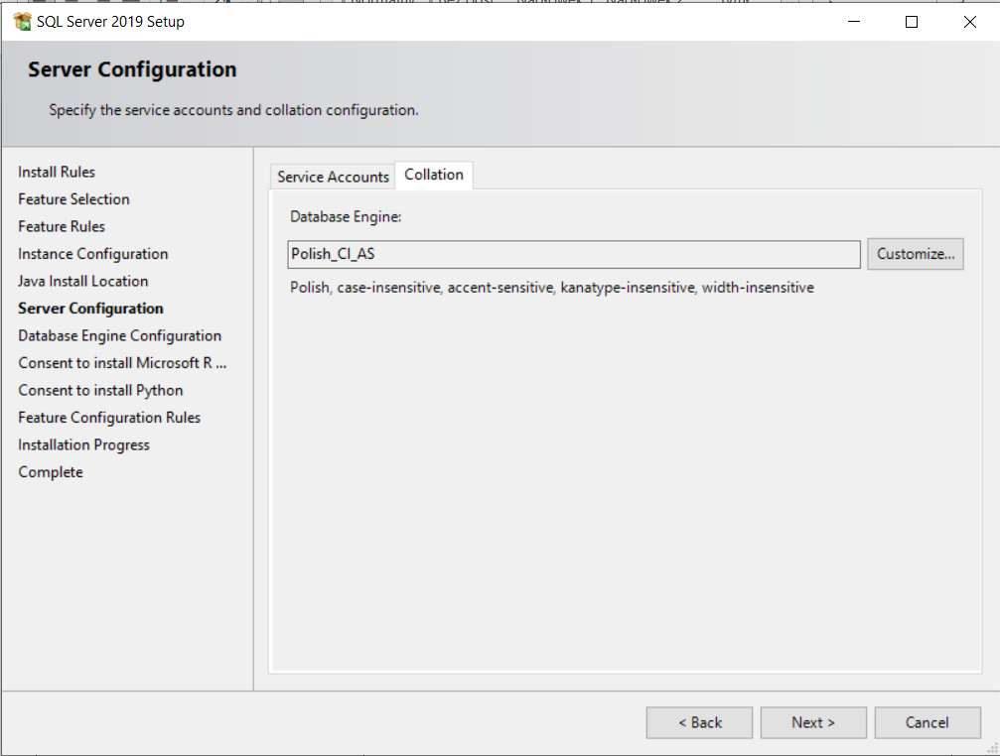 SQL Server 2019 Setup
Server Configuration
Specify the service accounts and collation configuration.
Install Rules
Feature Selection
Feature Rules
Instance Configuration
Java Install Location
Server Configuration
Database Engine Configuration
Consent to install Microsoft R ...
Consent to install Python
Feature Configuration Rules
Installation Progress
Complete
Service Accounts
Collation
Database Engine:
Polish_CI_AS
Customize...
Polish, case-insensitive, accent-sensitive, kanatype-insensitive, width-insensitive
< Back
Next >
Cancel